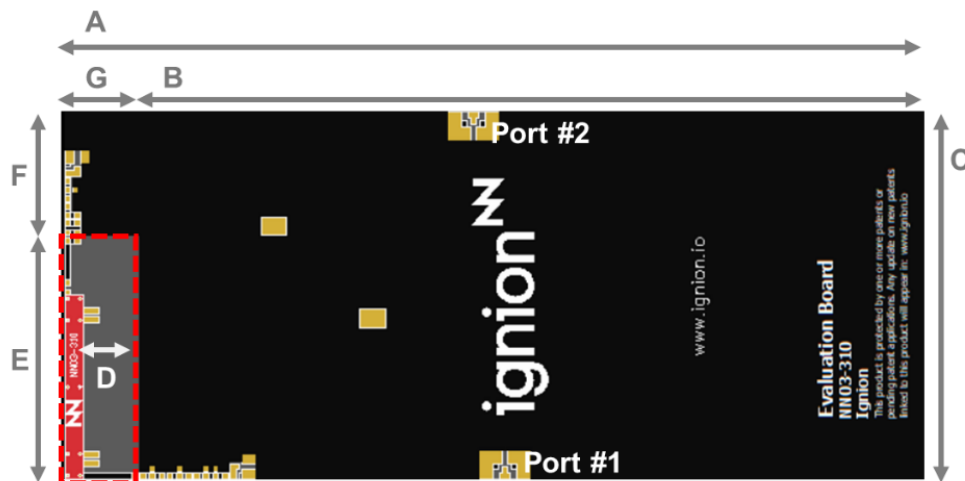 A
G
B
Port #2
F
C
ignion
www.ignion.io
Evaluation Board
NN03-310
Ignion
This product is protected by one or more patents or
pending patent applications. Any update on new patents
linked to this product will appear in: www.ignion.io
E
NN03-310
D
Port #1